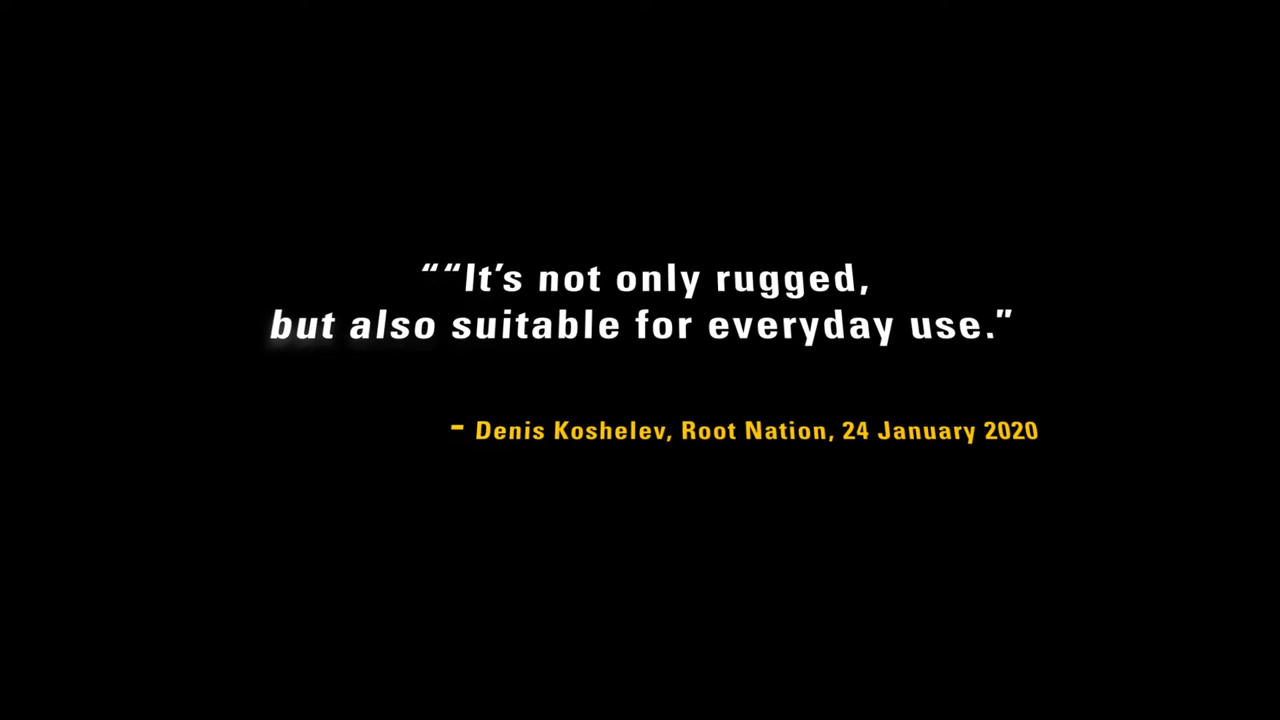 ““It’s not only rugged,
but also suitable for everyday use.”
- Denis Koshelev, Root Nation, 24 January 2020